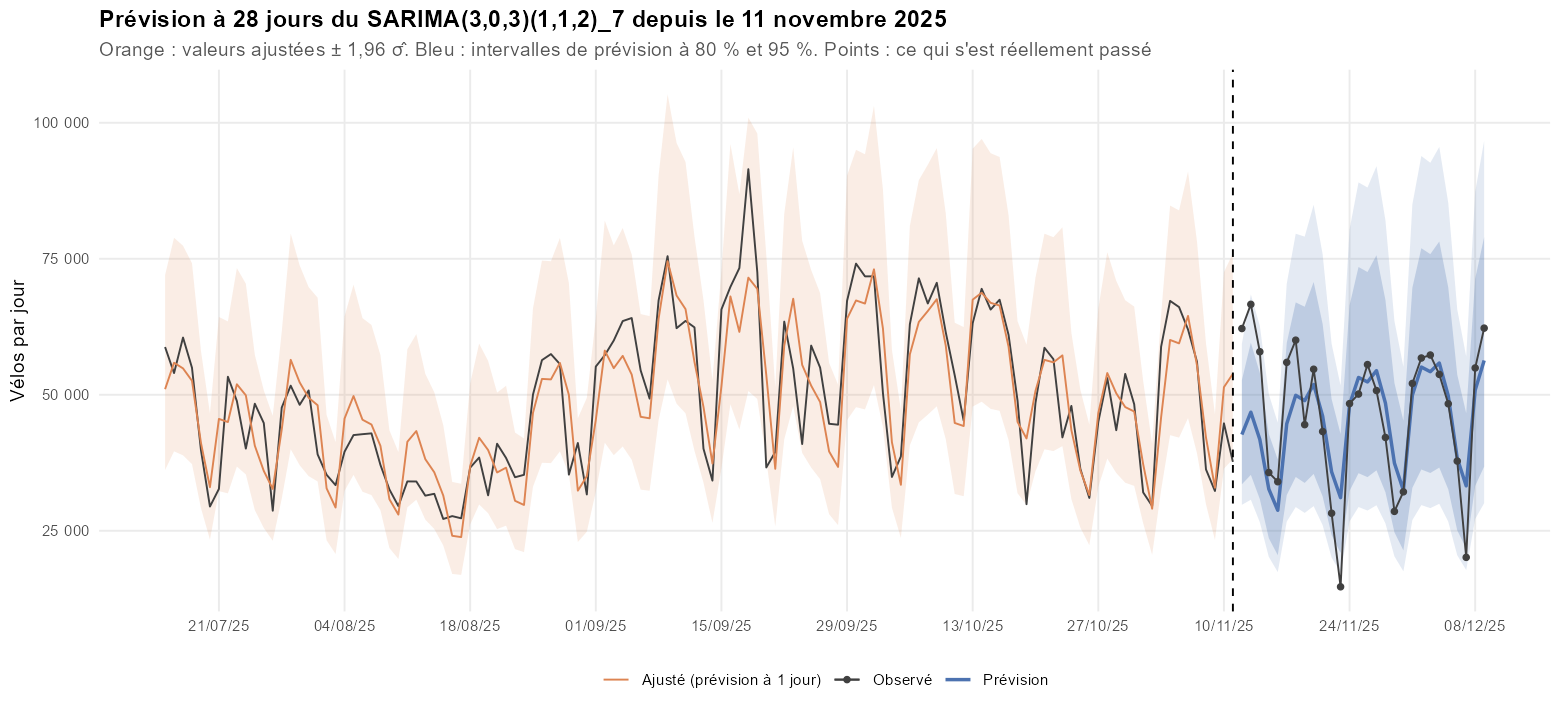 Prévision à 28 jours du SARIMA(3,0,3)(1,1,2)_7 depuis le 11 novembre 2025
Orange : valeurs ajustées ± 1,96 σ̂. Bleu : intervalles de prévision à 80 % et 95 %. Points : ce qui s'est réellement passé
Vélos par jour
100 000
75 000
50 000
25 000
21/07/25 04/08/25 18/08/25 01/09/25 15/09/25 29/09/25 13/10/25 27/10/25 10/11/25 24/11/25 08/12/25
Ajusté (prévision à 1 jour) Observé Prévision